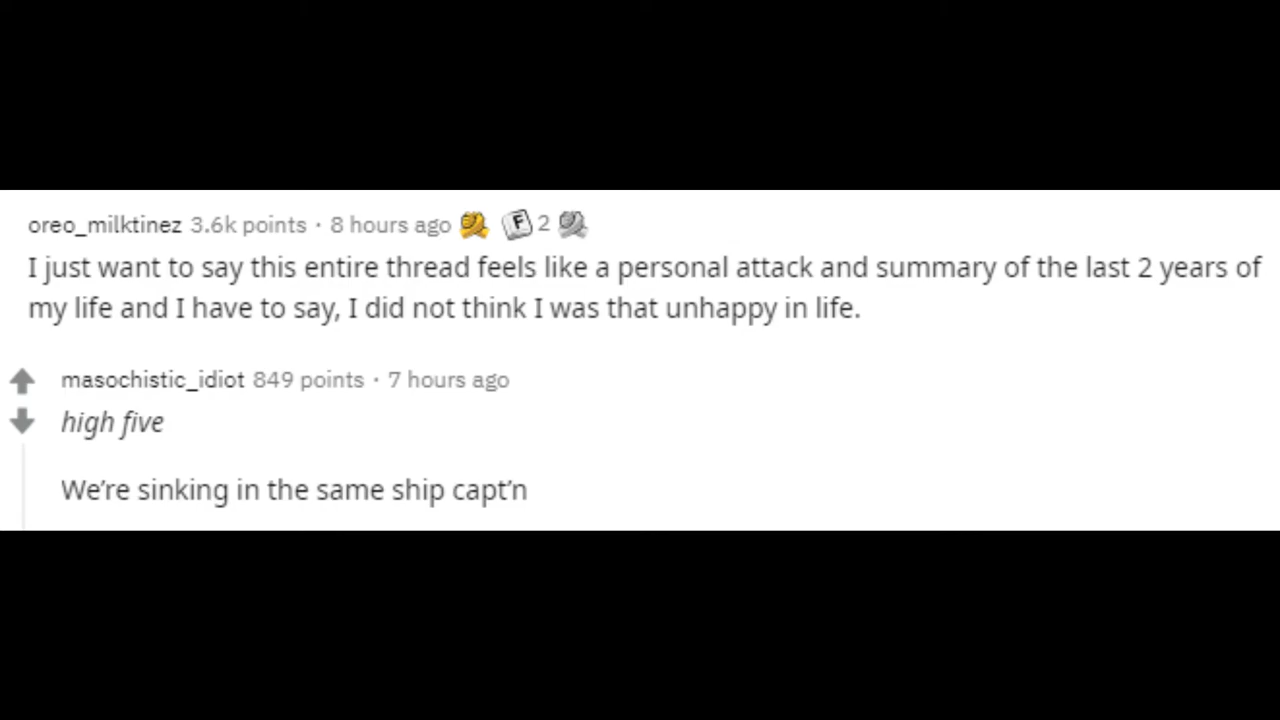 oreo_milktinez 3.6k points · 8 hours ago F 2
I just want to say this entire thread feels like a personal attack and summary of the last 2 years of
my life and I have to say, I did not think I was that unhappy in life.
masochistic_idiot 849 points · 7 hours ago
high five
We’re sinking in the same ship capt’n